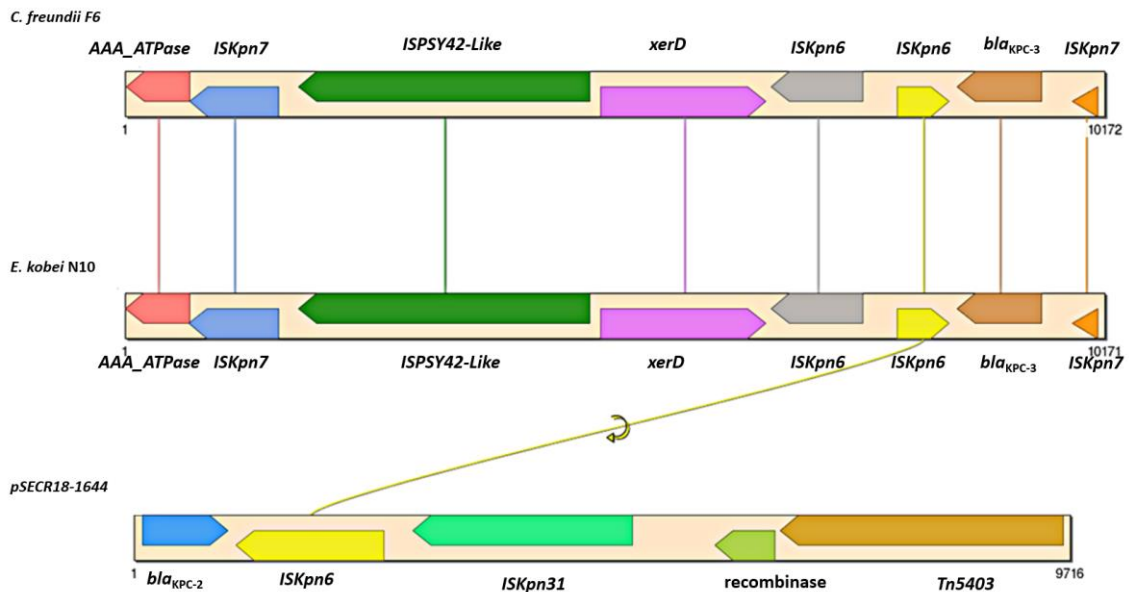 C. freundii F6
AAA_ATPase ISKpn7 ISPSY42-Like xerD ISKpn6 ISKpn6 blaKPC-3 ISKpn7
1 10172
E. kobei N10
1 10171
AAA_ATPase ISKpn7 ISPSY42-Like xerD ISKpn6 ISKpn6 blaKPC-3 ISKpn7
pSECR18-1644
1 blaKPC-2 ISKpn6 ISKpn31 recombinase Tn5403 9716